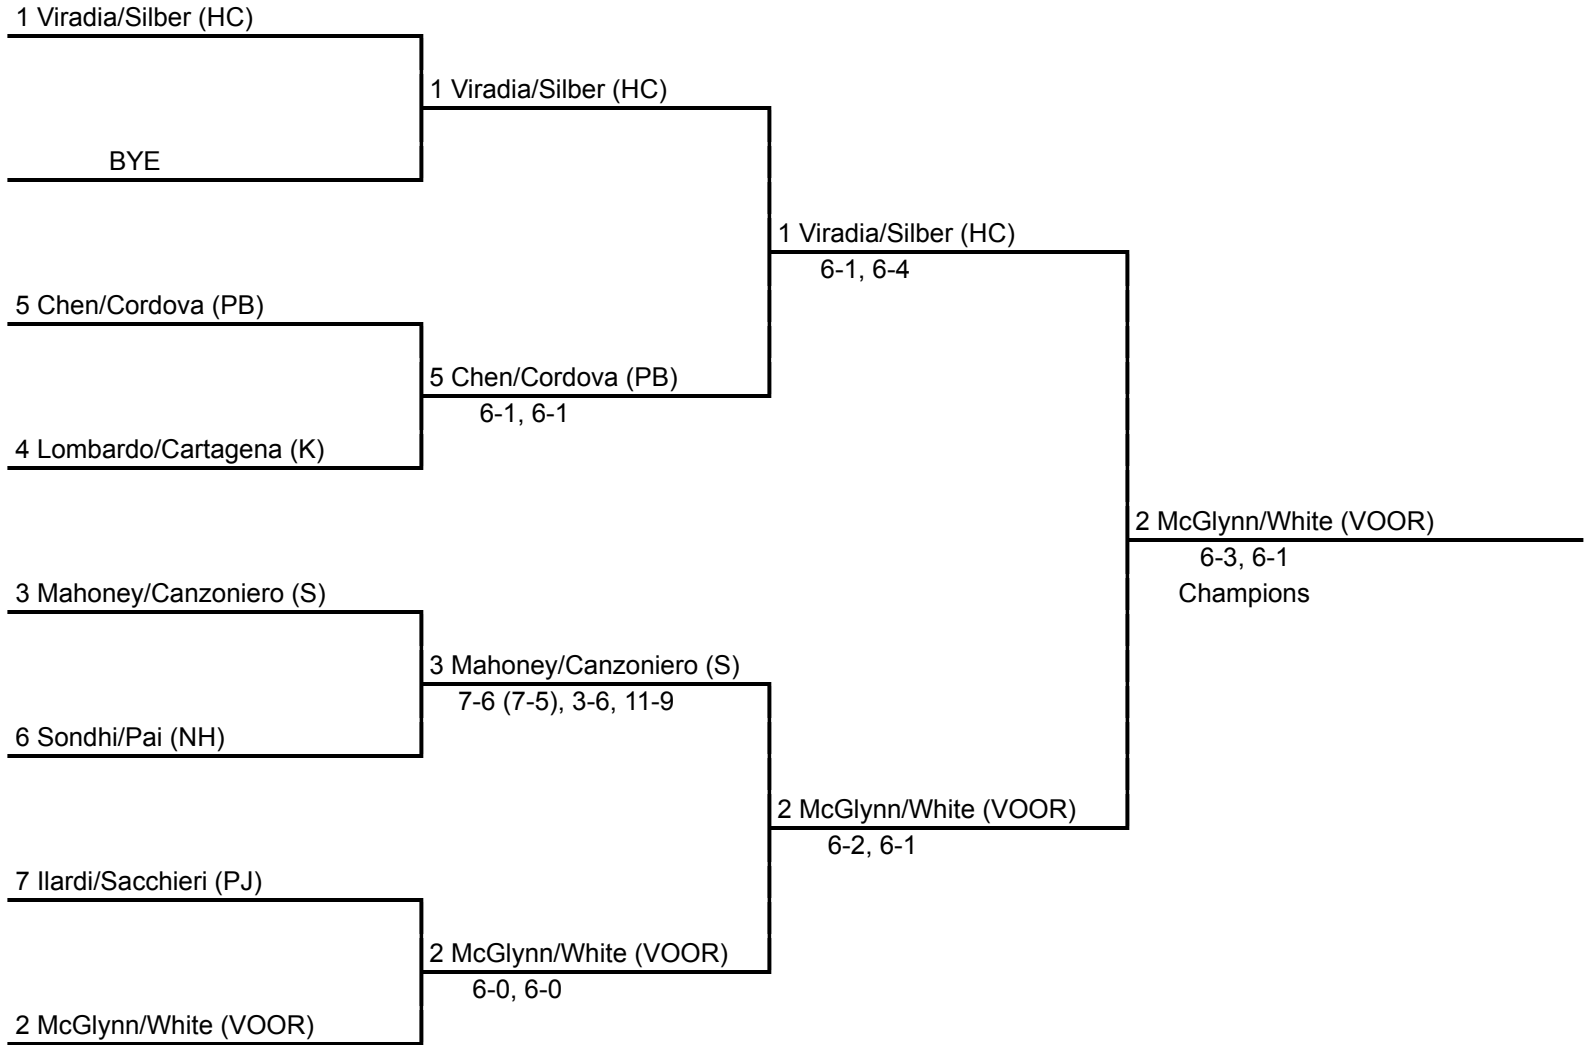 1 Viradia/Silber (HC)
1 Viradia/Silber (HC)
BYE
1 Viradia/Silber (HC)
6-1, 6-4
5 Chen/Cordova (PB)
5 Chen/Cordova (PB)
6-1, 6-1
4 Lombardo/Cartagena (K)
2 McGlynn/White (VOOR)
6-3, 6-1
Champions
3 Mahoney/Canzoniero (S)
3 Mahoney/Canzoniero (S)
7-6 (7-5), 3-6, 11-9
6 Sondhi/Pai (NH)
2 McGlynn/White (VOOR)
6-2, 6-1
7 Ilardi/Sacchieri (PJ)
2 McGlynn/White (VOOR)
6-0, 6-0
2 McGlynn/White (VOOR)